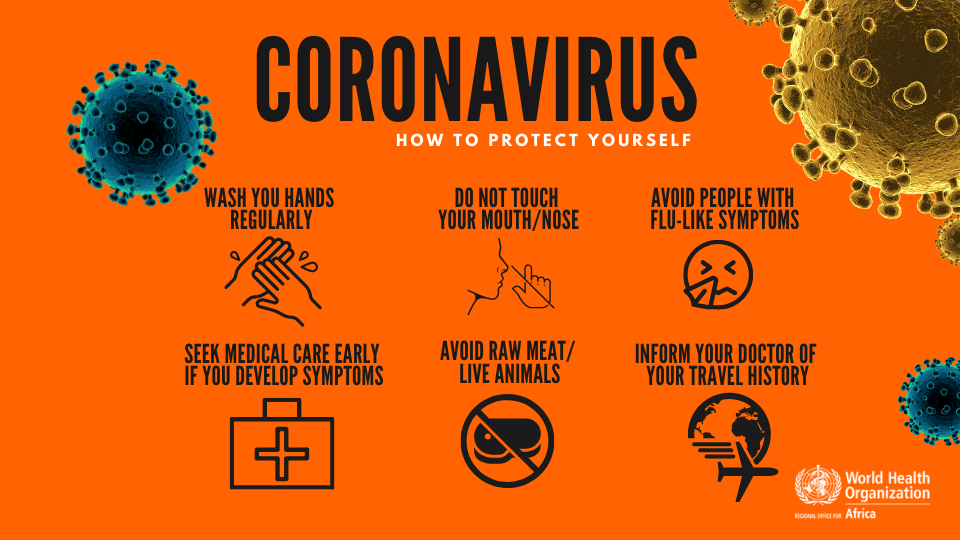 CORONAVIRUS
HOW TO PROTECT YOURSELF
WASH YOU HANDS
REGULARLY
DO NOT TOUCH
YOUR MOUTH/NOSE
AVOID PEOPLE WITH
FLU-LIKE SYMPTOMS
SEEK MEDICAL CARE EARLY
IF YOU DEVELOP SYMPTOMS
AVOID RAW MEAT/
LIVE ANIMALS
INFORM YOUR DOCTOR OF
YOUR TRAVEL HISTORY
World Health
Organization
REGIONAL OFFICE FOR Africa